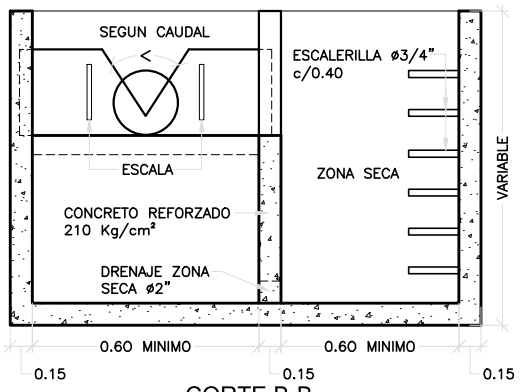 SEGUN CAUDAL
<
ESCALERILLA ø3/4"
c/0.40
ESCALA
ZONA SECA
VARIABLE
CONCRETO REFORZADO
210 Kg/cm²
DRENAJE ZONA
SECA ø2"
0.60 MINIMO
0.60 MINIMO
0.15
0.15
0.15
CORTE B-B